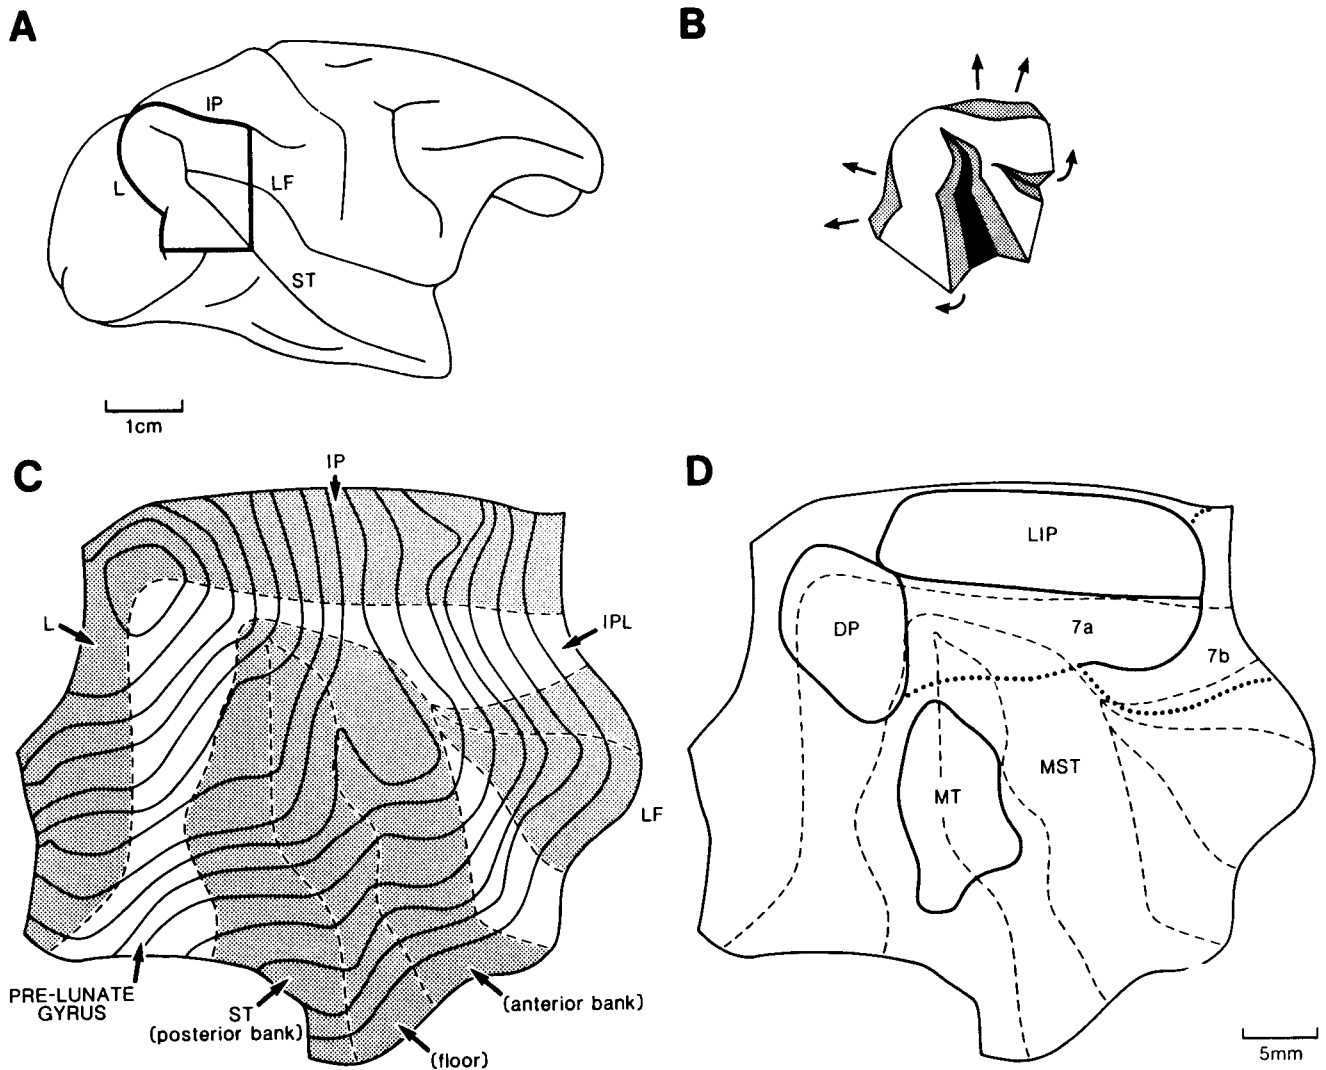 A
IP
L
LF
ST
1cm
B
C
IP
L
IPL
LF
PRE-LUNATE
GYRUS
ST
(posterior bank)
(floor)
(anterior bank)
D
LIP
DP
7a
7b
MST
MT
5mm